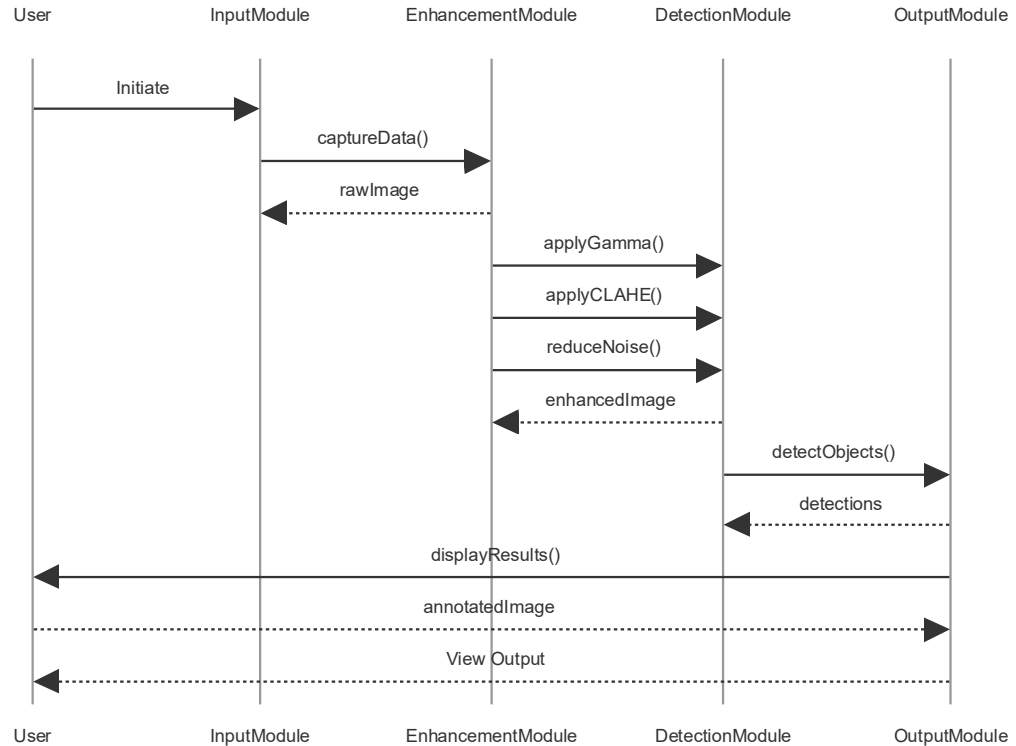 User InputModule EnhancementModule DetectionModule OutputModule
Initiate
captureData()
rawImage
applyGamma()
applyCLAHE()
reduceNoise()
enhancedImage
detectObjects()
detections
displayResults()
annotatedImage
View Output
User InputModule EnhancementModule DetectionModule OutputModule